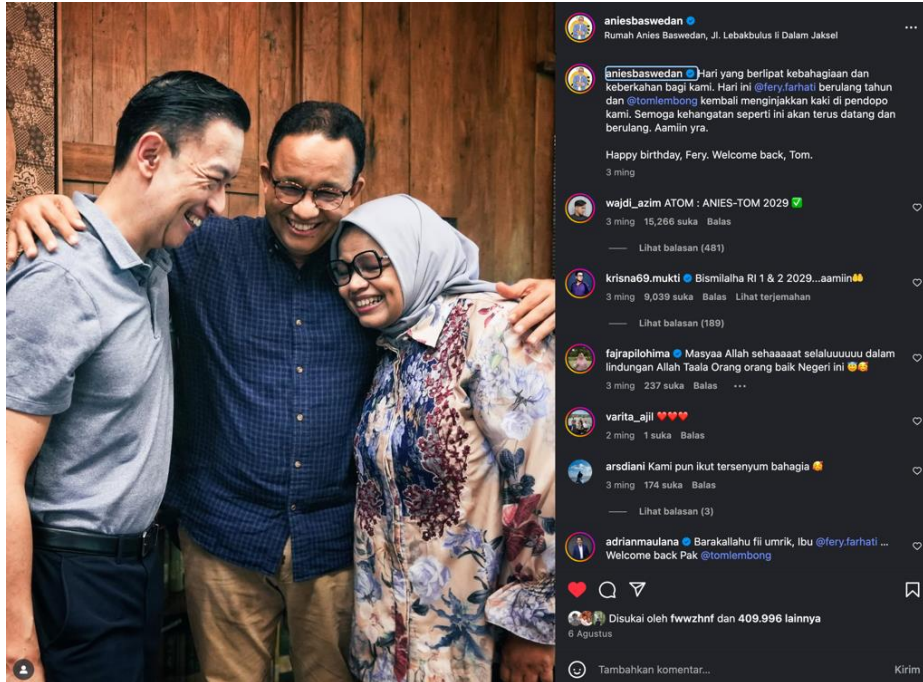 aniesbaswedan
Rumah Anies Baswedan, Jl. Lebakbulus Ii Dalam Jaksel
aniesbaswedan Hari yang berlipat kebahagiaan dan
keberkahan bagi kami. Hari ini @fery.farhati berulang tahun
dan @tomlembong kembali menginjakkan kaki di pendopo
kami. Semoga kehangatan seperti ini akan terus datang dan
berulang. Aamiin yra.
Happy birthday, Fery. Welcome back, Tom.
3 ming
wajdi_azim ATOM : ANIES-TOM 2029 ✅
3 ming 15,266 suka Balas
Lihat balasan (481)
krisna69.mukti Bismilalha RI 1 & 2 2029...aamiin🤲
3 ming 9,039 suka Balas Lihat terjemahan
Lihat balasan (189)
fajrapilohima Masyaa Allah sehaaaaat selaluuuuuu dalam
lindungan Allah Taala Orang orang baik Negeri ini 😇🥰
3 ming 237 suka Balas
varita_ajil ❤️❤️❤️
2 ming 1 suka Balas
arsdiani Kami pun ikut tersenyum bahagia 🥰
3 ming 174 suka Balas
Lihat balasan (3)
adrianmaulana Barakallahu fii umrik, Ibu @fery.farhati ...
Welcome back Pak @tomlembong
Disukai oleh fwwzhnf dan 409.996 lainnya
6 Agustus
Tambahkan komentar...
Kirim